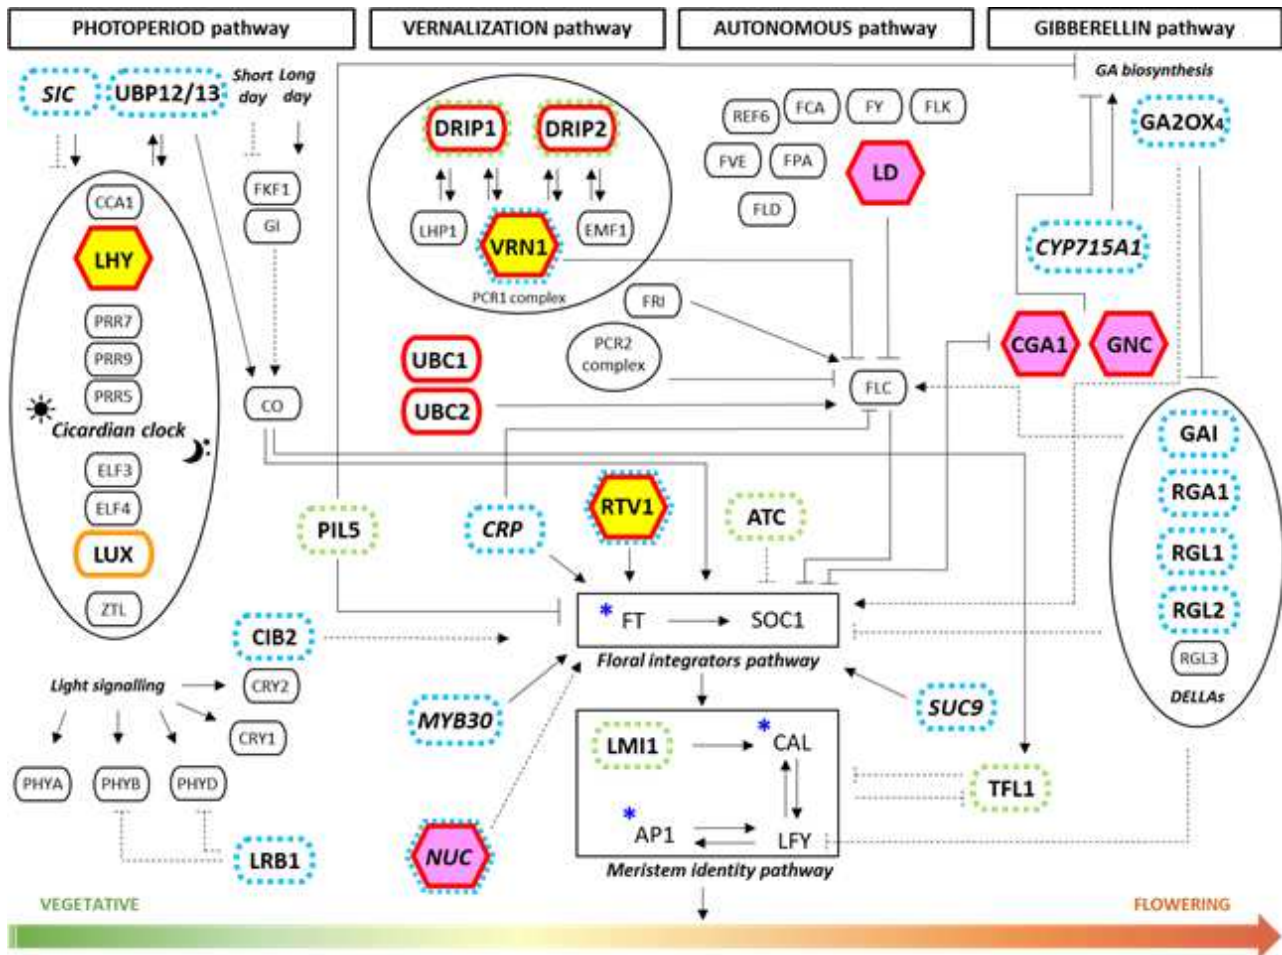 PHOTOPERIOD pathway
VERNALIZATION pathway
AUTONOMOUS pathway
GIBBERELLIN pathway
SIC
UBP12/13
Short
day
Long
day
CCA1
LHY
PRR7
PRR9
PRR5
Cicardian clock
ELF3
ELF4
LUX
ZTL
FKF1
GI
CO
DRIP1
DRIP2
LHP1
VRN1
EMF1
PCR1 complex
FRI
PCR2
complex
UBC1
UBC2
REF6
FCA
FY
FLK
FVE
FPA
LD
FLD
FLC
GA biosynthesis
GA2OX4
CYP715A1
CGA1
GNC
GAI
RGA1
RGL1
RGL2
RGL3
DELLAs
PIL5
CRP
RTV1
ATC
* FT
SOC1
Floral integrators pathway
CIB2
Light signalling
CRY2
CRY1
PHYA
PHYB
PHYD
LRB1
MYB30
NUC
SUC9
LMI1
* CAL
* AP1
LFY
Meristem identity pathway
TFL1
VEGETATIVE
FLOWERING